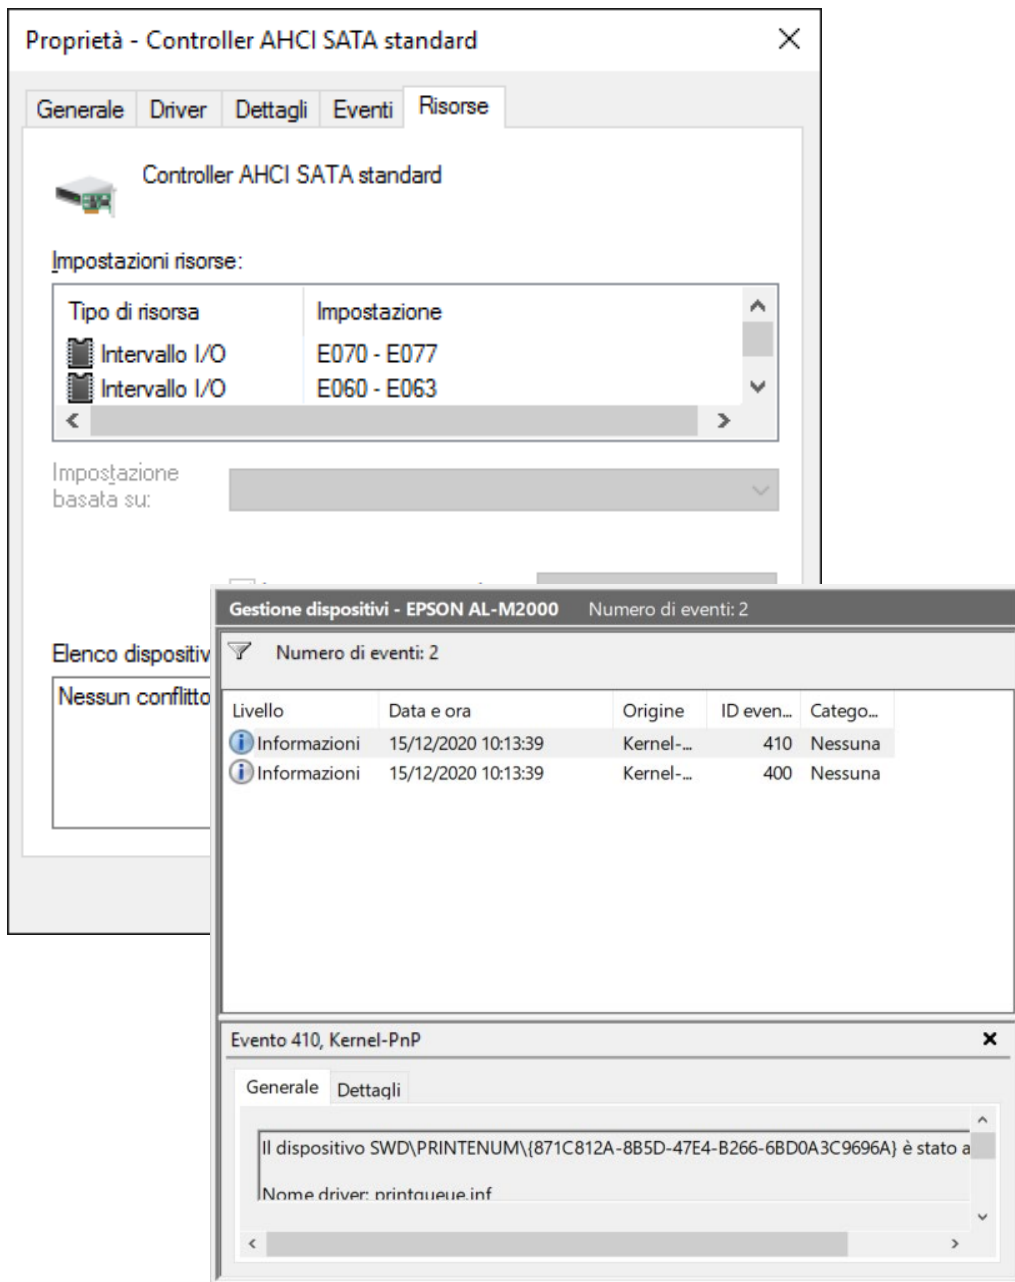 Proprietà - Controller AHCI SATA standard
Generale Driver Dettagli Eventi Risorse
Controller AHCI SATA standard
Impostazioni risorse:
Tipo di risorsa Impostazione
Intervallo I/O E070 - E077
Intervallo I/O E060 - E063
Impostazione
basata su:
Elenco dispositiv
Nessun conflitto
Gestione dispositivi - EPSON AL-M2000 Numero di eventi: 2
Numero di eventi: 2
Livello Data e ora Origine ID even... Catego...
Informazioni 15/12/2020 10:13:39 Kernel-... 410 Nessuna
Informazioni 15/12/2020 10:13:39 Kernel-... 400 Nessuna
Evento 410, Kernel-PnP
Generale Dettagli
Il dispositivo SWD\PRINTENUM\{871C812A-8B5D-47E4-B266-6BD0A3C9696A} è stato a
Nome driver: printqueue.inf